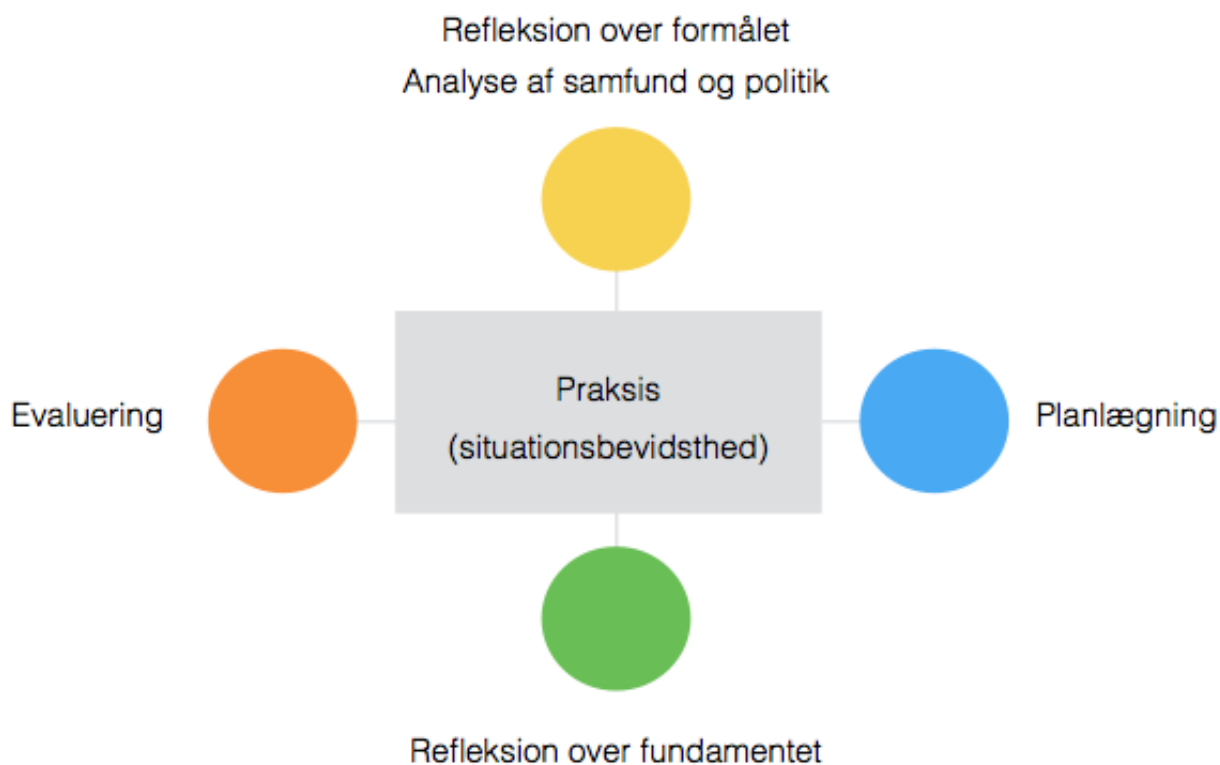 Refleksion over formålet
Analyse af samfund og politik
Praksis
(situationsbevidsthed)
Evaluering
Planlægning
Refleksion over fundamentet